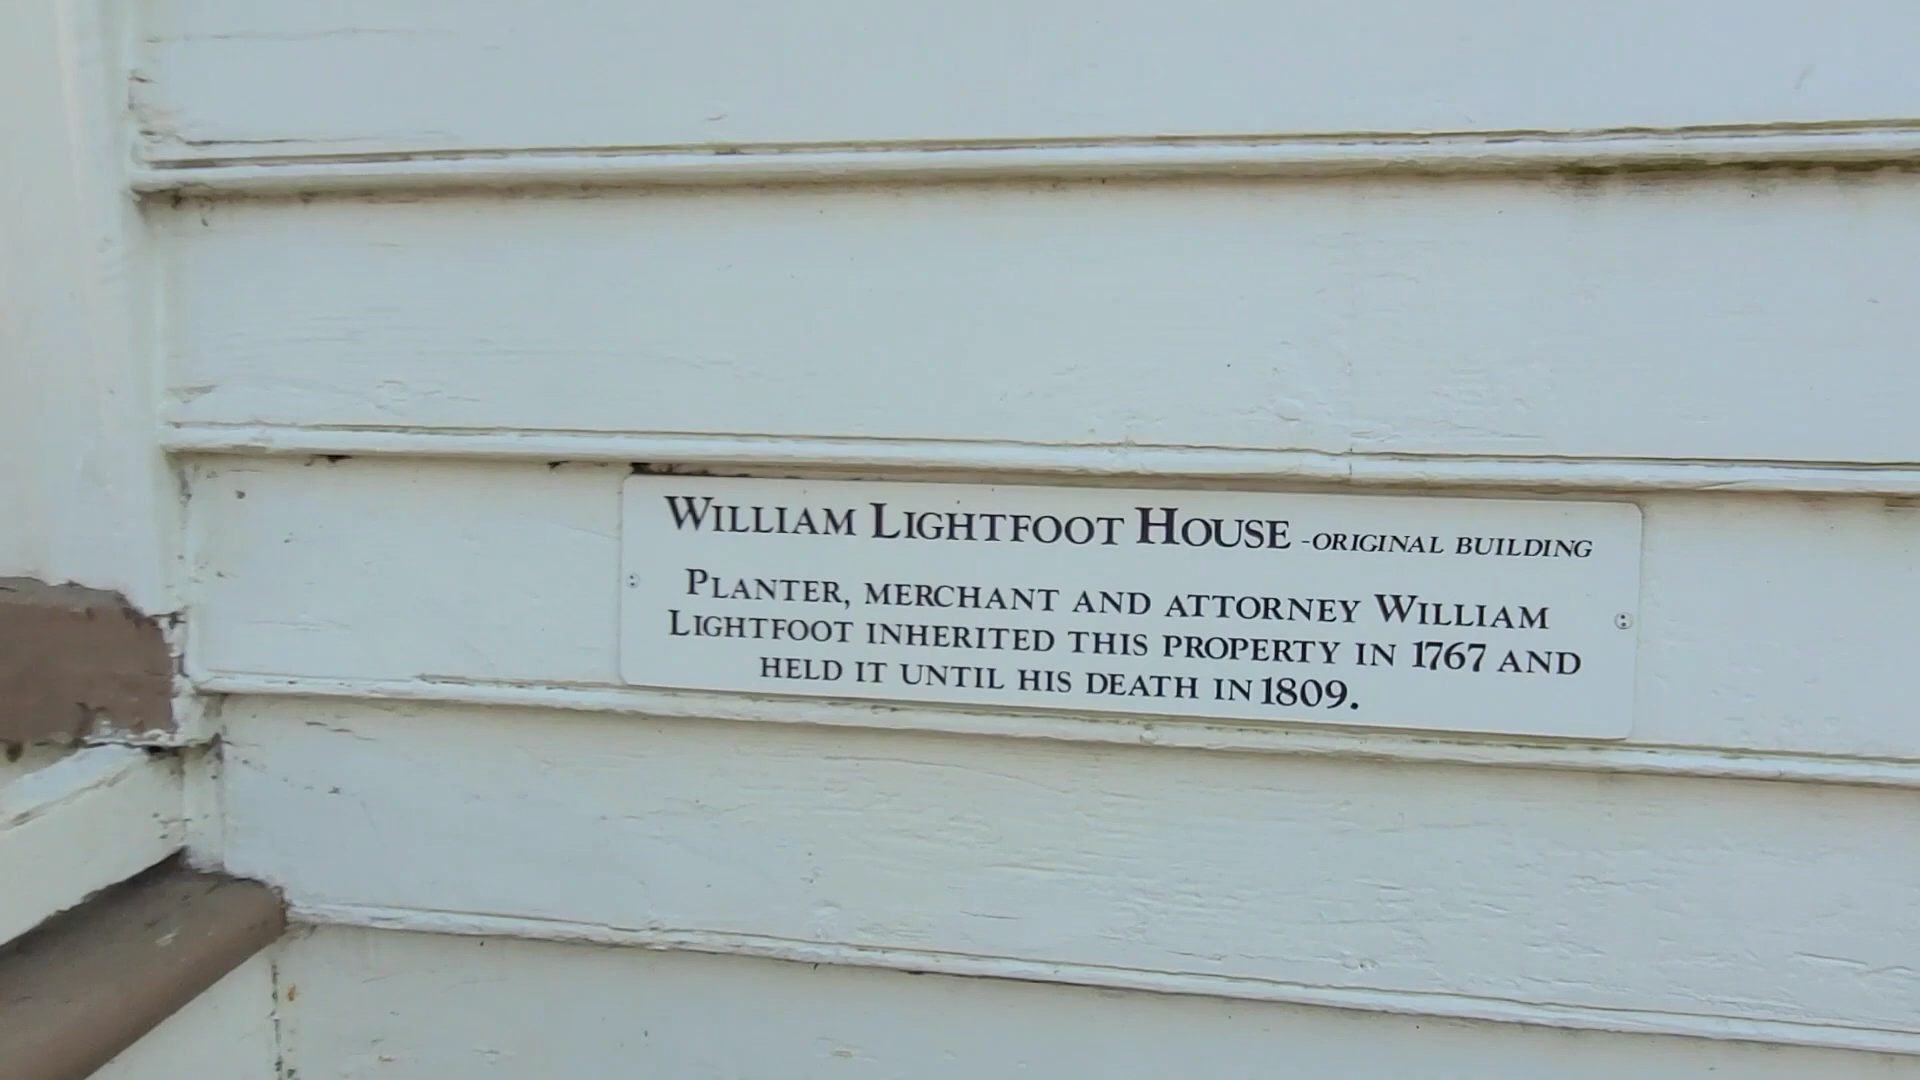 WILLIAM LIGHTFOOT HOUSE -ORIGINAL BUILDING
PLANTER, MERCHANT AND ATTORNEY WILLIAM
LIGHTFOOT INHERITED THIS PROPERTY IN 1767 AND
HELD IT UNTIL HIS DEATH IN 1809.